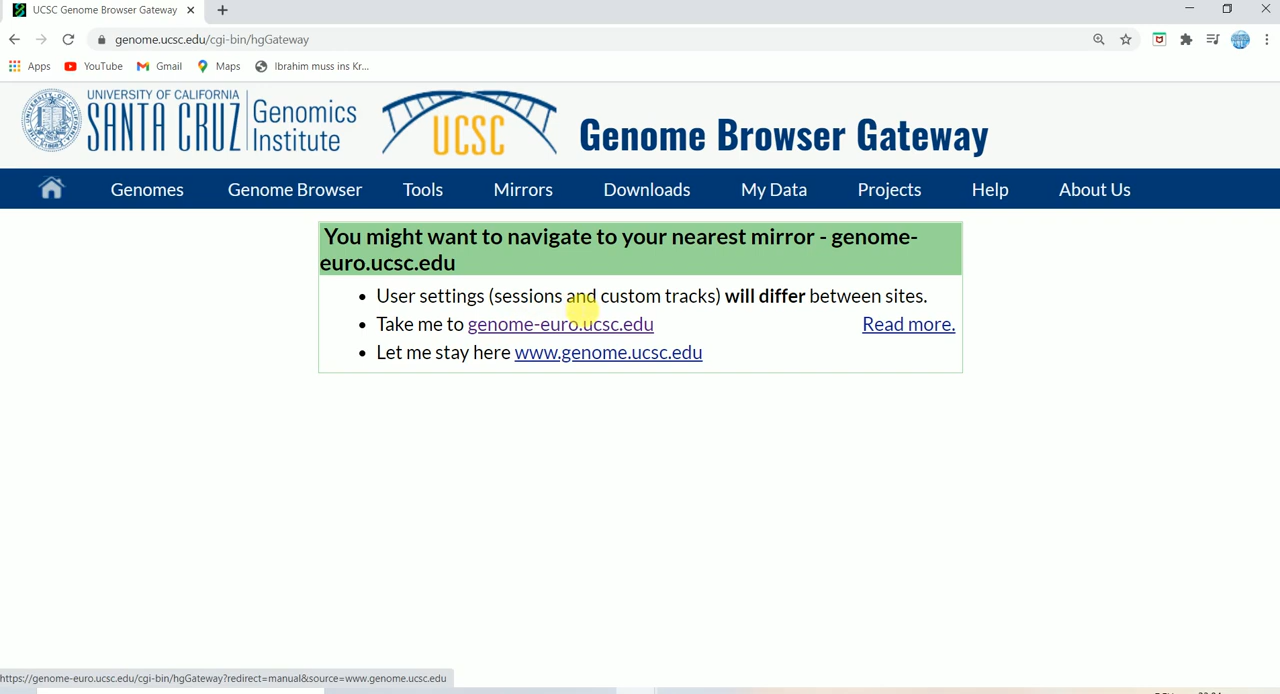 UCSC Genome Browser Gateway
genome.ucsc.edu/cgi-bin/hgGateway
Apps YouTube Gmail Maps Ibrahim muss ins Kr...
UNIVERSITY OF CALIFORNIA
SANTA CRUZ
Genomics
Institute
UCSC
Genome Browser Gateway
Genomes Genome Browser Tools Mirrors Downloads My Data Projects Help About Us
You might want to navigate to your nearest mirror - genome-
euro.ucsc.edu
• User settings (sessions and custom tracks) will differ between sites.
• Take me to genome-euro.ucsc.edu Read more.
• Let me stay here www.genome.ucsc.edu
https://genome-euro.ucsc.edu/cgi-bin/hgGateway?redirect=manual&source=www.genome.ucsc.edu